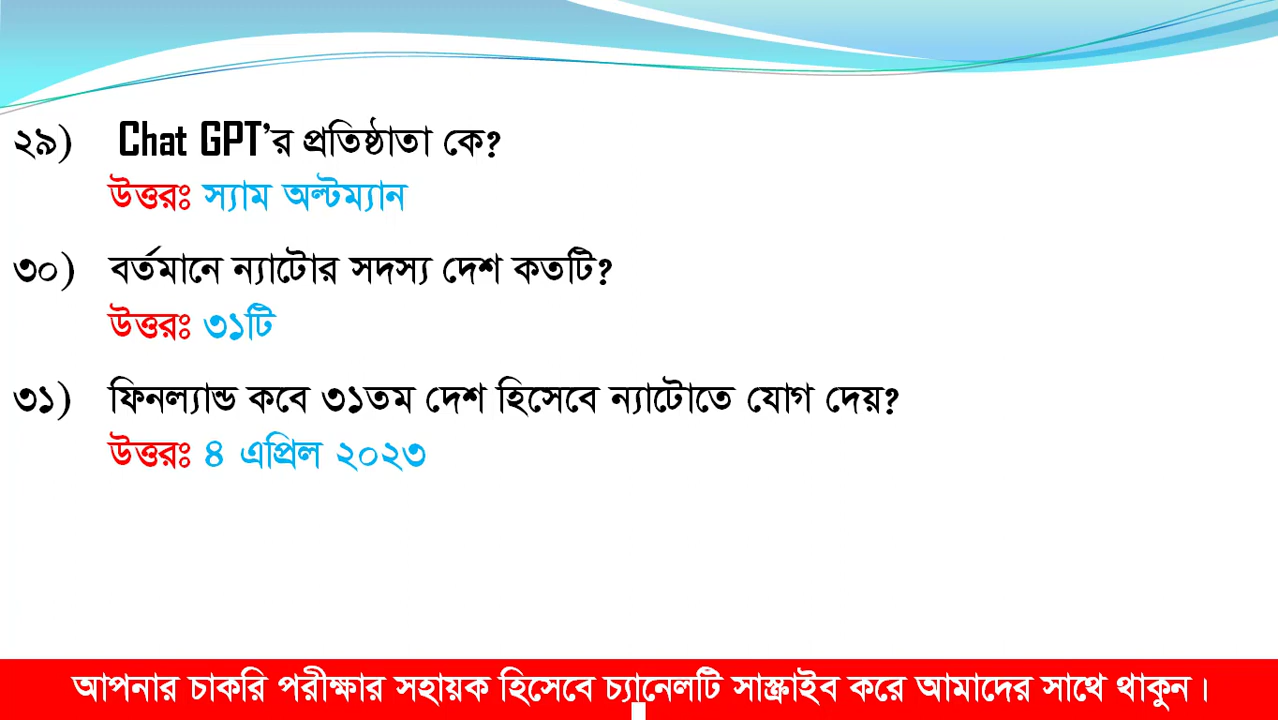 ২৯) Chat GPT’র প্রতিষ্ঠাতা কে?
উত্তরঃ স্যাম অল্টম্যান
৩০) বর্তমানে ন্যাটোর সদস্য দেশ কতটি?
উত্তরঃ ৩১টি
৩১) ফিনল্যান্ড কবে ৩১তম দেশ হিসেবে ন্যাটোতে যোগ দেয়?
উত্তরঃ ৪ এপ্রিল ২০২৩
আপনার চাকরি পরীক্ষার সহায়ক হিসেবে চ্যানেলটি সাস্ক্রাইব করে আমাদের সাথে থাকুন।